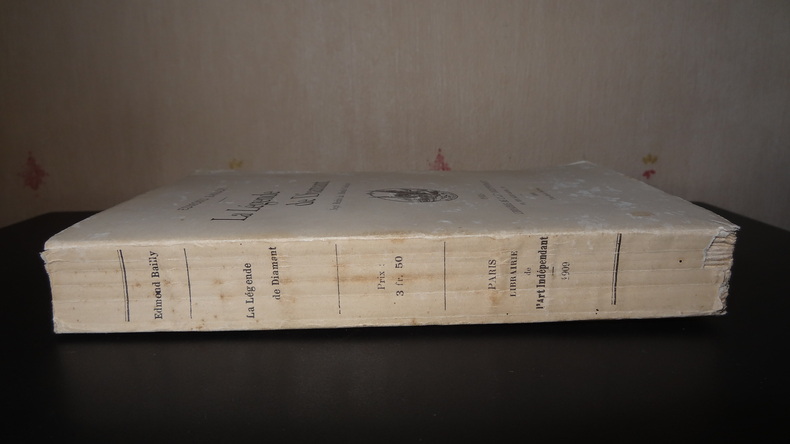 Edmond Bailly
La Légende
de Diamant
Prix :
3 fr. 50
PARIS
LIBRAIRIE
de
l'Art Indépendant
1909
La Légende
de Diamant